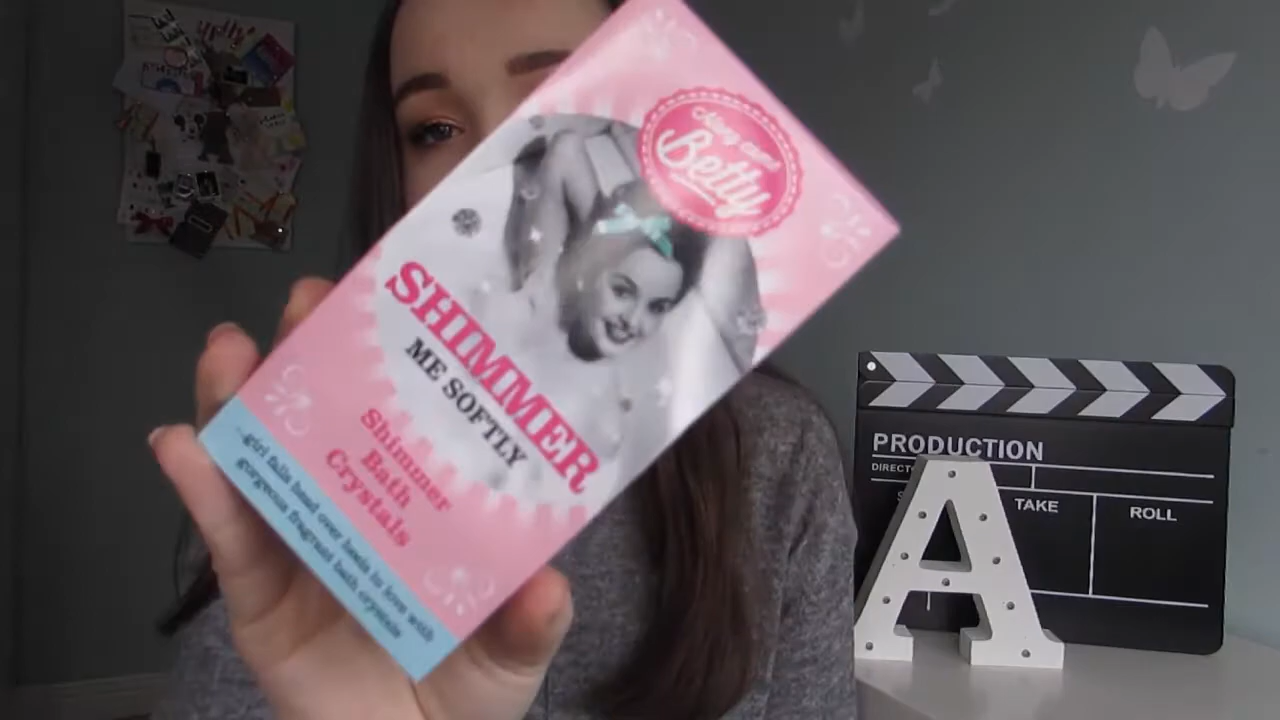 Betty
SHIMMER
ME SOFTLY
Shimmer
Bath
Crystals
girl falls head over heels in love with
gorgeous fragrant bath crystals
PRODUCTION
TAKE
ROLL
A